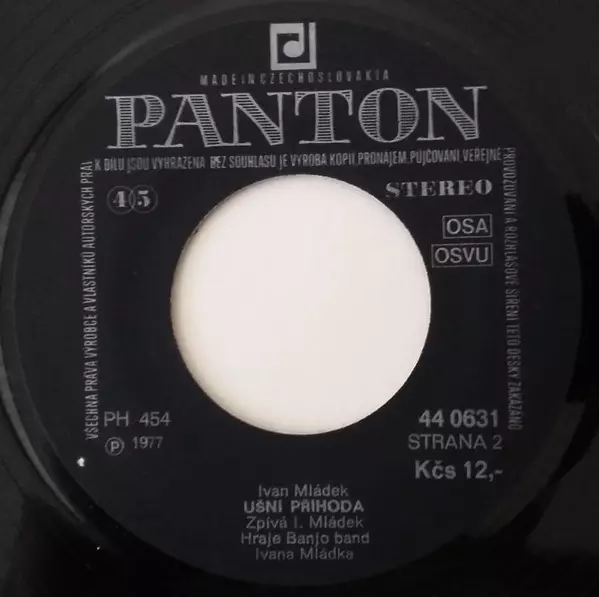 MADE IN CZECHOSLOVAKIA
PANTON
VŠECHNA PRÁVA VÝROBCE A VLASTNÍKŮ AUTORSKÝCH PRÁV
K DÍLU JSOU VYHRAZENA. BEZ SOUHLASU JE VÝROBA KOPIÍ, PRONÁJEM, PŮJČOVÁNÍ, VEŘEJNÉ
PROVOZOVÁNÍ A ROZHLASOVÉ ŠÍŘENÍ TÉTO DESKY ZAKÁZÁNO
45
STEREO
OSA
OSVU
PH 454
Ⓟ 1977
44 0631
STRANA 2
Kčs 12,-
Ivan Mládek
UŠNÍ PŘÍHODA
Zpívá I. Mládek
Hraje Banjo band
Ivana Mládka